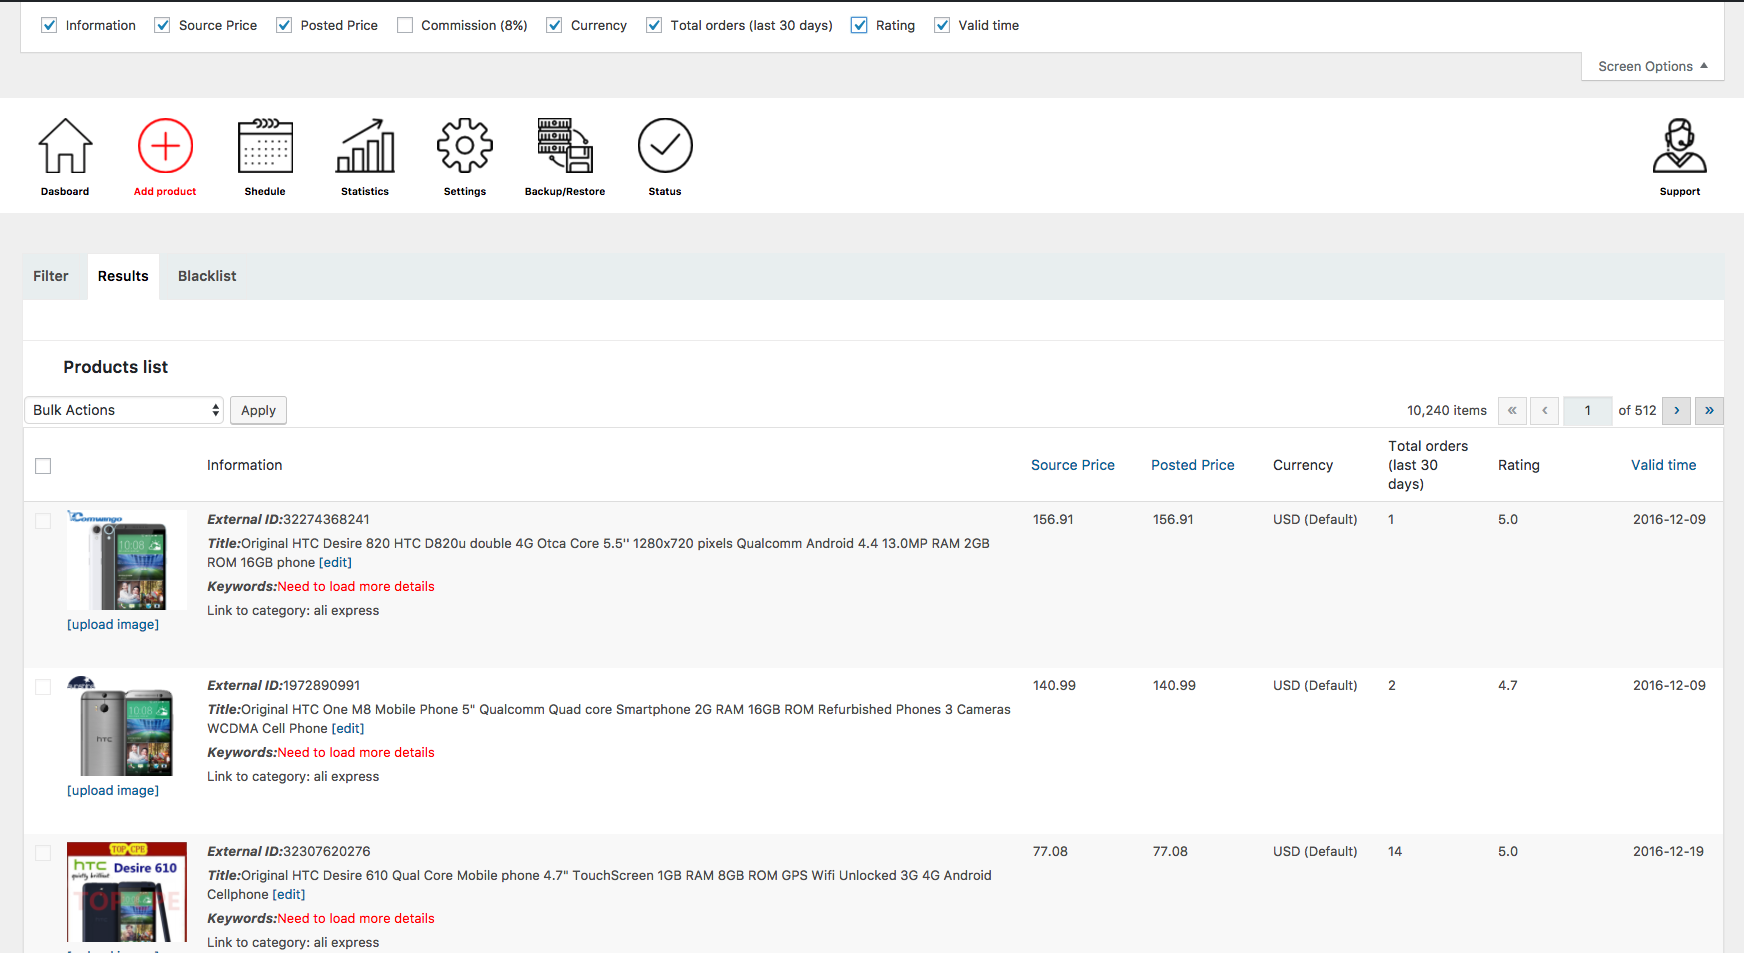 Information Source Price Posted Price Commission (8%) Currency Total orders (last 30 days) Rating Valid time
Screen Options
Dasboard Add product Shedule Statistics Settings Backup/Restore Status Support
Filter Results Blacklist
Products list
Bulk Actions Apply 10,240 items « ‹ 1 of 512 › »
Information Source Price Posted Price Currency Total orders (last 30 days) Rating Valid time
External ID:32274368241 156.91 156.91 USD (Default) 1 5.0 2016-12-09
Title:Original HTC Desire 820 HTC D820u double 4G Otca Core 5.5'' 1280x720 pixels Qualcomm Android 4.4 13.0MP RAM 2GB
ROM 16GB phone [edit]
Keywords:Need to load more details
Link to category: ali express
Comwango
10:08
[upload image]
External ID:1972890991 140.99 140.99 USD (Default) 2 4.7 2016-12-09
Title:Original HTC One M8 Mobile Phone 5" Qualcomm Quad core Smartphone 2G RAM 16GB ROM Refurbished Phones 3 Cameras
WCDMA Cell Phone [edit]
Keywords:Need to load more details
Link to category: ali express
hTC
10:08
[upload image]
External ID:32307620276 77.08 77.08 USD (Default) 14 5.0 2016-12-19
Title:Original HTC Desire 610 Qual Core Mobile phone 4.7" TouchScreen 1GB RAM 8GB ROM GPS Wifi Unlocked 3G 4G Android
Cellphone [edit]
Keywords:Need to load more details
Link to category: ali express
TOP CPE
hTC Desire 610
quietly brilliant